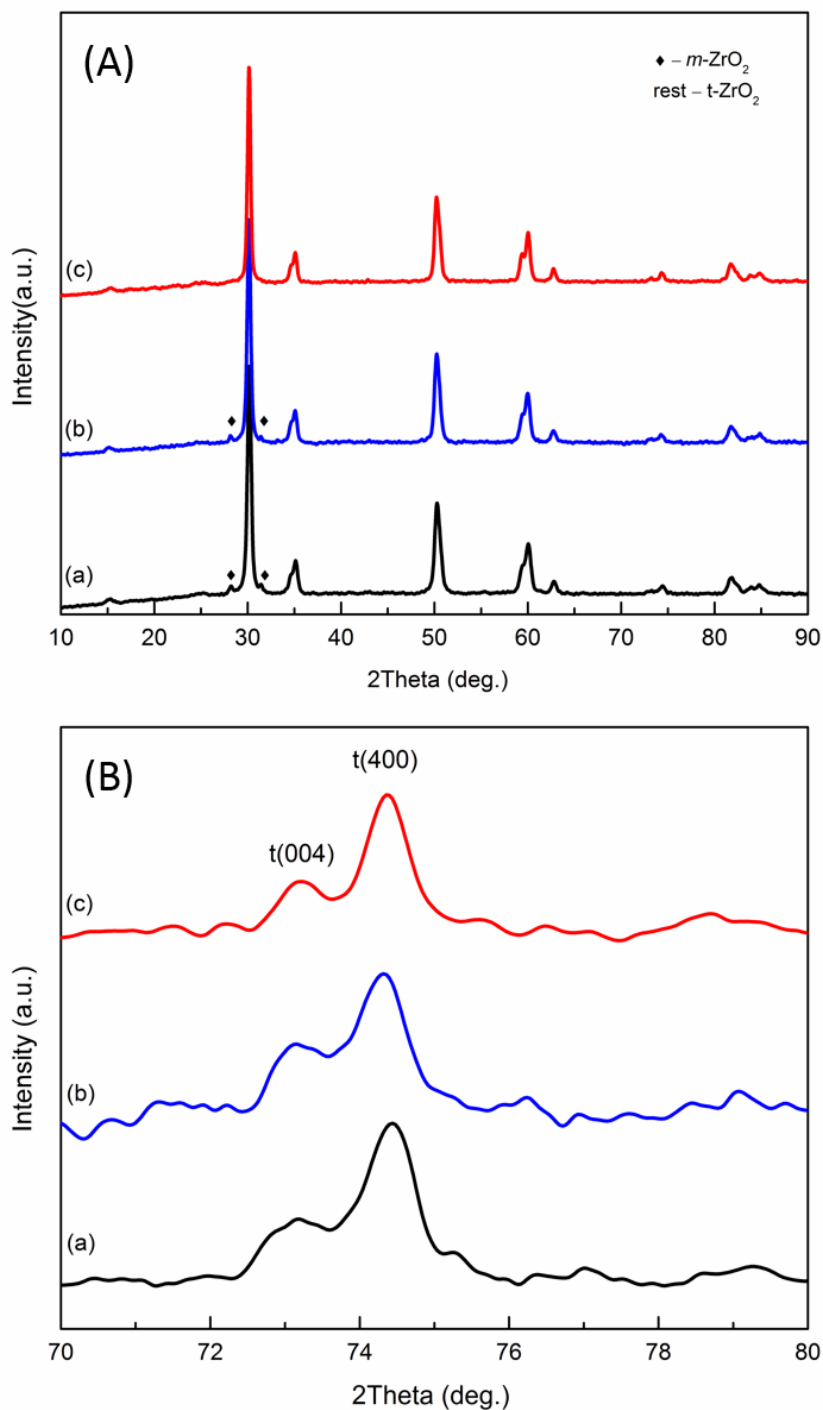 (A)
♦ – m-ZrO₂
rest – t-ZrO₂
(c)
(b)
(a)
Intensity(a.u.)
10 20 30 40 50 60 70 80 90
2Theta (deg.)
(B)
t(400)
t(004)
(c)
(b)
(a)
Intensity (a.u.)
70 72 74 76 78 80
2Theta (deg.)